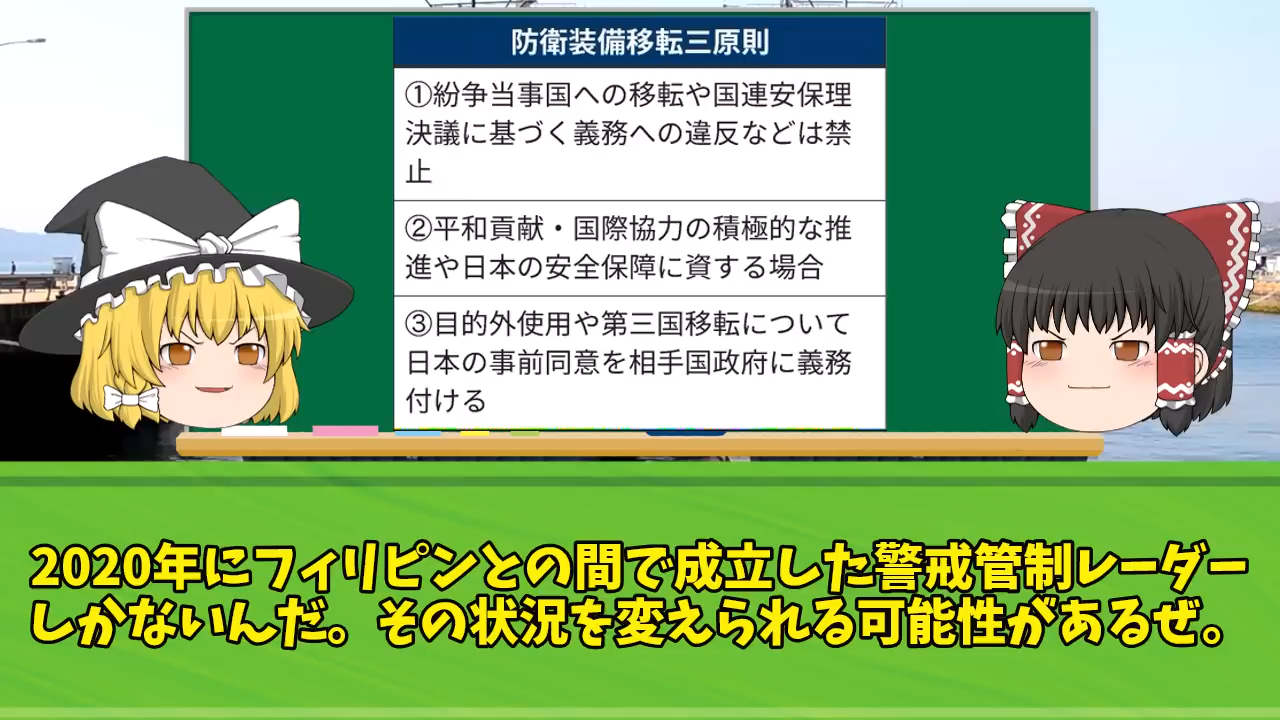 防衛装備移転三原則
①紛争当事国への移転や国連安保理
決議に基づく義務への違反などは禁
止
②平和貢献・国際協力の積極的な推
進や日本の安全保障に資する場合
③目的外使用や第三国移転について
日本の事前同意を相手国政府に義務
付ける
2020年にフィリピンとの間で成立した警戒管制レーダー
しかないんだ。その状況を変えられる可能性があるぜ。